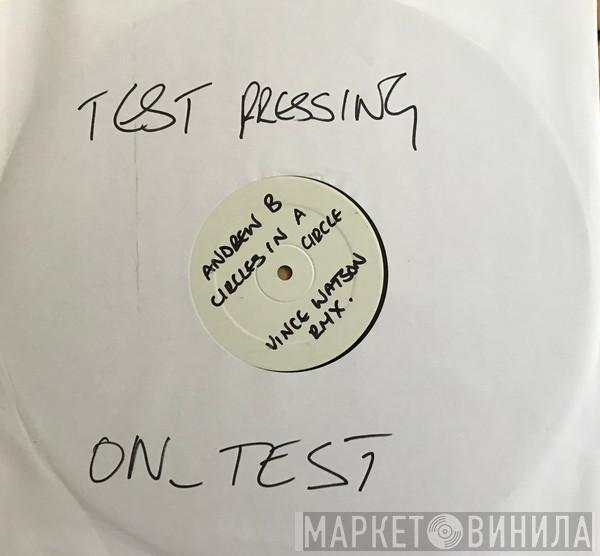 TEST PRESSING
ANDREW B
CIRCLES IN A
CIRCLE
VINCE WATSON
RMX.
ON_TEST
МАРКЕТ ВИНИЛА